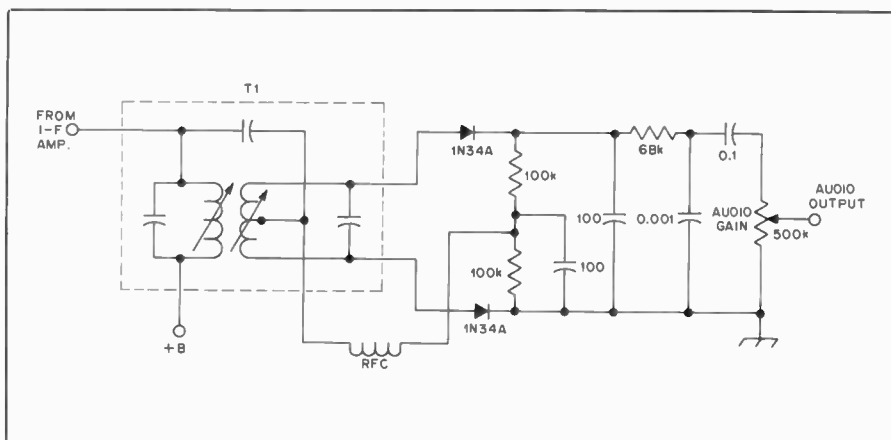 T1
FROM
I-F
AMP.
+B
RFC
1N34A
1N34A
100k
100k
100
100
68k
0.001
0.1
AUDIO
GAIN
500k
AUDIO
OUTPUT